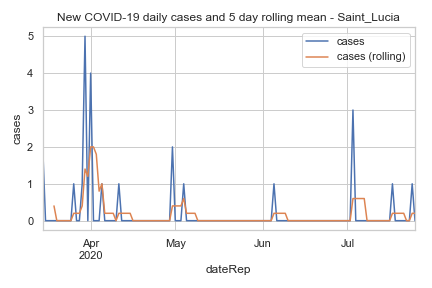 New COVID-19 daily cases and 5 day rolling mean - Saint_Lucia
cases
cases (rolling)
cases
5
4
3
2
1
0
Apr
2020
May
Jun
Jul
dateRep